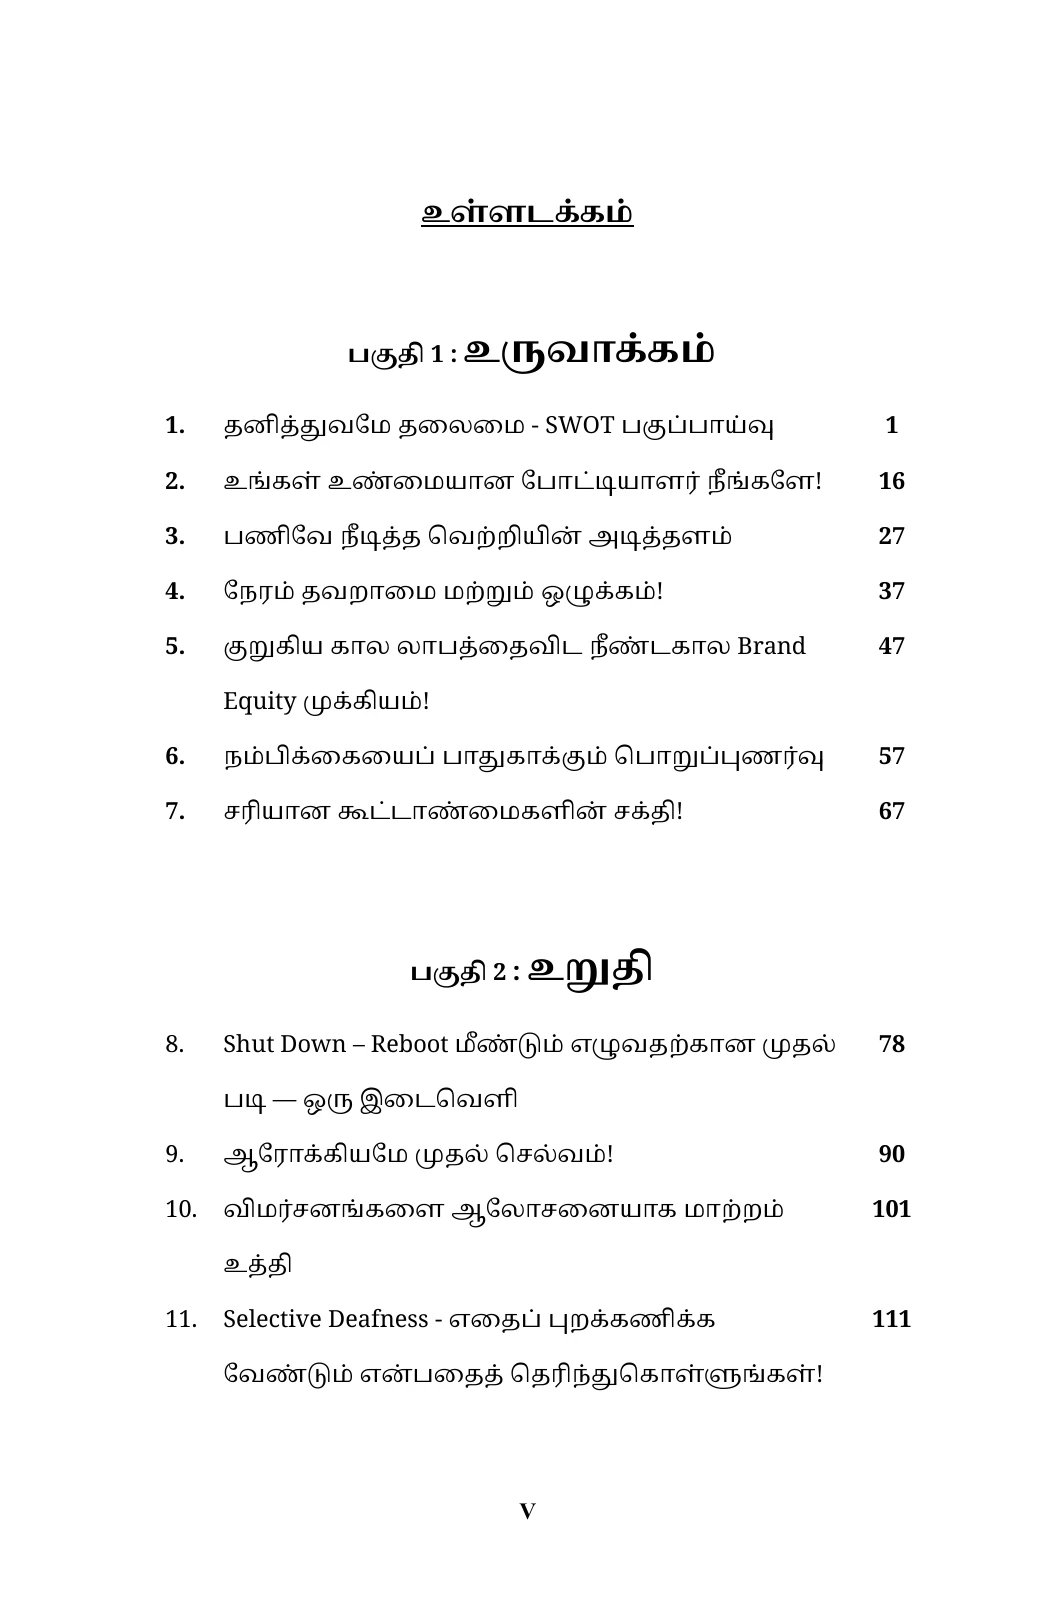 உள்ளடக்கம்
பகுதி 1 : உருவாக்கம்
1. தனித்துவமே தலைமை - SWOT பகுப்பாய்வு 1
2. உங்கள் உண்மையான போட்டியாளர் நீங்களே! 16
3. பணிவே நீடித்த வெற்றியின் அடித்தளம் 27
4. நேரம் தவறாமை மற்றும் ஒழுக்கம்! 37
5. குறுகிய கால லாபத்தைவிட நீண்டகால Brand 47
Equity முக்கியம்!
6. நம்பிக்கையைப் பாதுகாக்கும் பொறுப்புணர்வு 57
7. சரியான கூட்டாண்மைகளின் சக்தி! 67
பகுதி 2 : உறுதி
8. Shut Down – Reboot மீண்டும் எழுவதற்கான முதல் 78
படி — ஒரு இடைவெளி
9. ஆரோக்கியமே முதல் செல்வம்! 90
10. விமர்சனங்களை ஆலோசனையாக மாற்றம் 101
உத்தி
11. Selective Deafness - எதைப் புறக்கணிக்க 111
வேண்டும் என்பதைத் தெரிந்துகொள்ளுங்கள்!
V